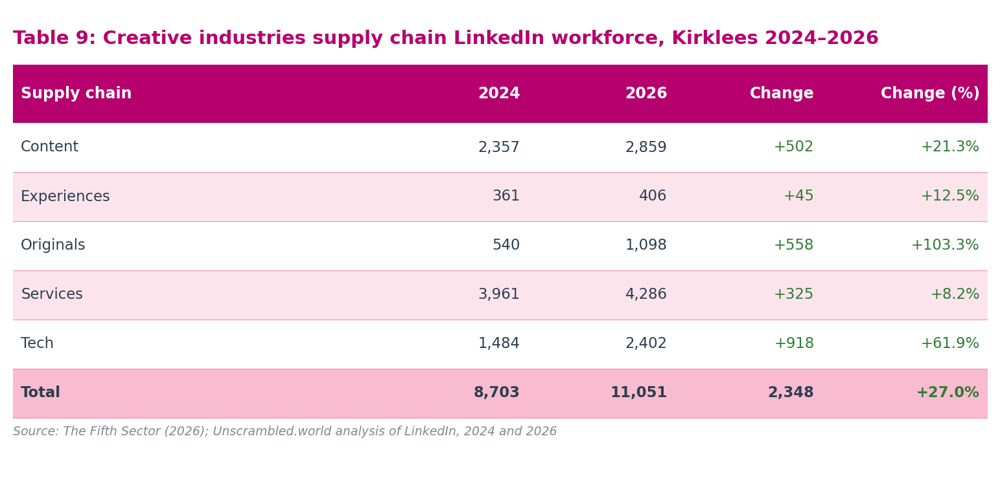 Table 9: Creative industries supply chain LinkedIn workforce, Kirklees 2024–2026
Supply chain 2024 2026 Change Change (%)
Content 2,357 2,859 +502 +21.3%
Experiences 361 406 +45 +12.5%
Originals 540 1,098 +558 +103.3%
Services 3,961 4,286 +325 +8.2%
Tech 1,484 2,402 +918 +61.9%
Total 8,703 11,051 2,348 +27.0%
Source: The Fifth Sector (2026); Unscrambled.world analysis of LinkedIn, 2024 and 2026